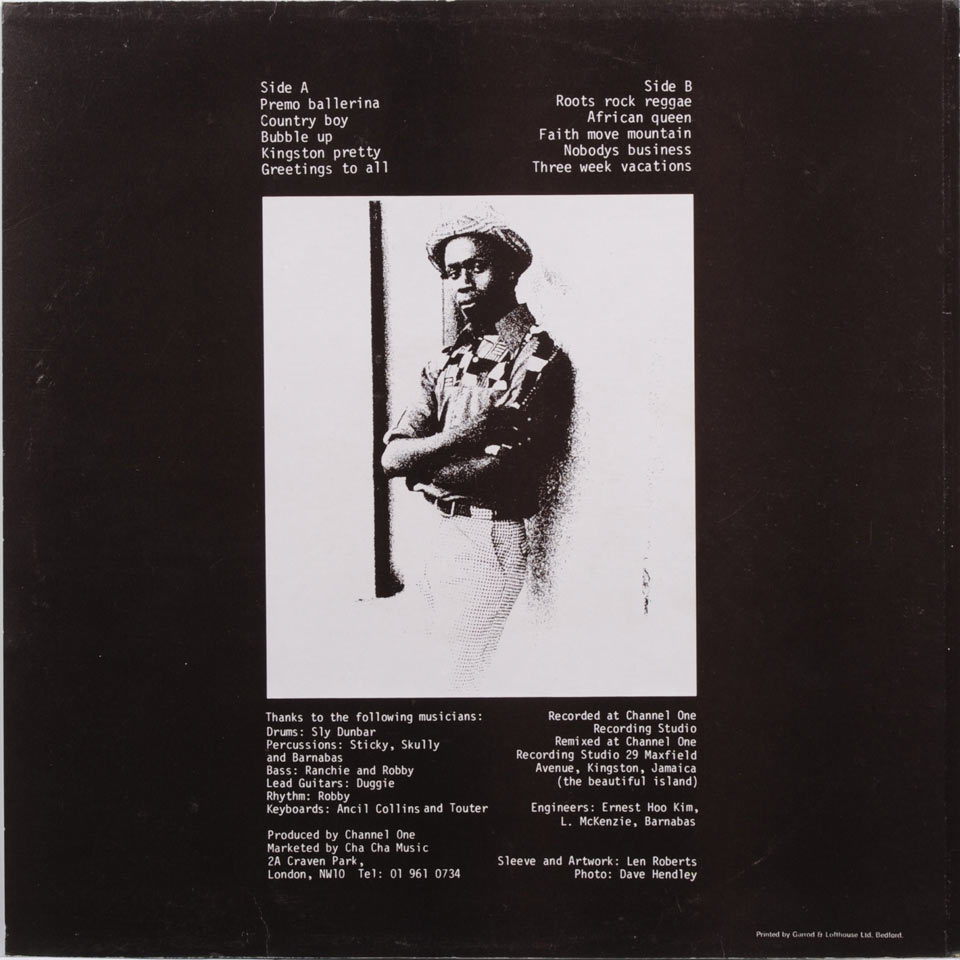 Side A
Premo ballerina
Country boy
Bubble up
Kingston pretty
Greetings to all
Side B
Roots rock reggae
African queen
Faith move mountain
Nobodys business
Three week vacations
Thanks to the following musicians:
Drums: Sly Dunbar
Percussions: Sticky, Skully
and Barnabas
Bass: Ranchie and Robby
Lead Guitars: Duggie
Rhythm: Robby
Keyboards: Ancil Collins and Touter
Produced by Channel One
Marketed by Cha Cha Music
2A Craven Park,
London, NW10 Tel: 01 961 0734
Recorded at Channel One
Recording Studio
Remixed at Channel One
Recording Studio 29 Maxfield
Avenue, Kingston, Jamaica
(the beautiful island)
Engineers: Ernest Hoo Kim,
L. McKenzie, Barnabas
Sleeve and Artwork: Len Roberts
Photo: Dave Hendley
Printed by Garrod & Lofthouse Ltd. Bedford.